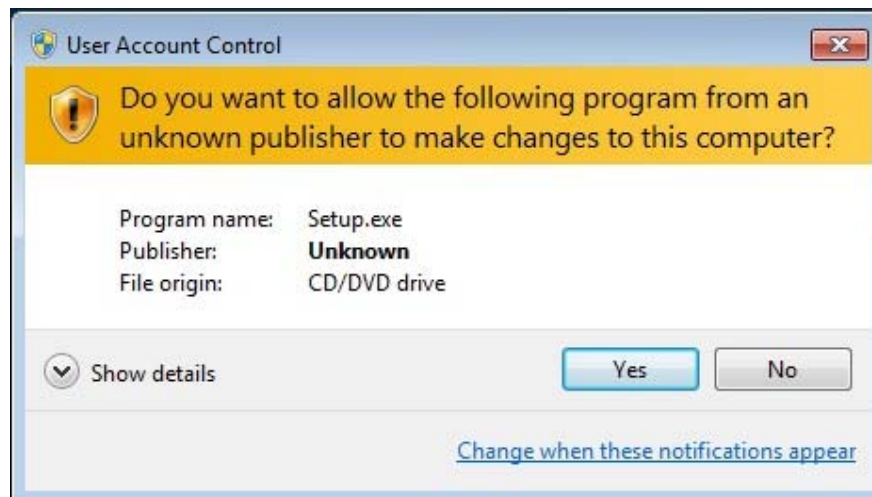 User Account Control
Do you want to allow the following program from an
unknown publisher to make changes to this computer?
Program name: Setup.exe
Publisher: Unknown
File origin: CD/DVD drive
Show details
Yes No
Change when these notifications appear